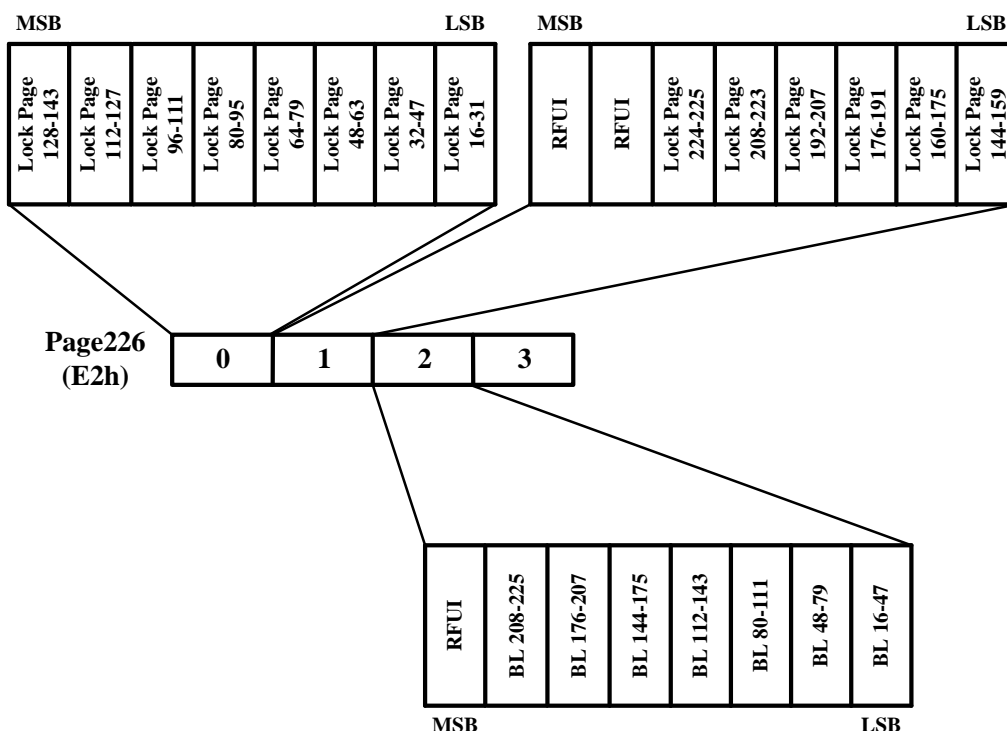 MSB
LSB
Lock Page
128-143
Lock Page
112-127
Lock Page
96-111
Lock Page
80-95
Lock Page
64-79
Lock Page
48-63
Lock Page
32-47
Lock Page
16-31
MSB
LSB
RFUI
RFUI
Lock Page
224-225
Lock Page
208-223
Lock Page
192-207
Lock Page
176-191
Lock Page
160-175
Lock Page
144-159
Page226
(E2h)
0
1
2
3
RFUI
BL 208-225
BL 176-207
BL 144-175
BL 112-143
BL 80-111
BL 48-79
BL 16-47
MSB
LSB